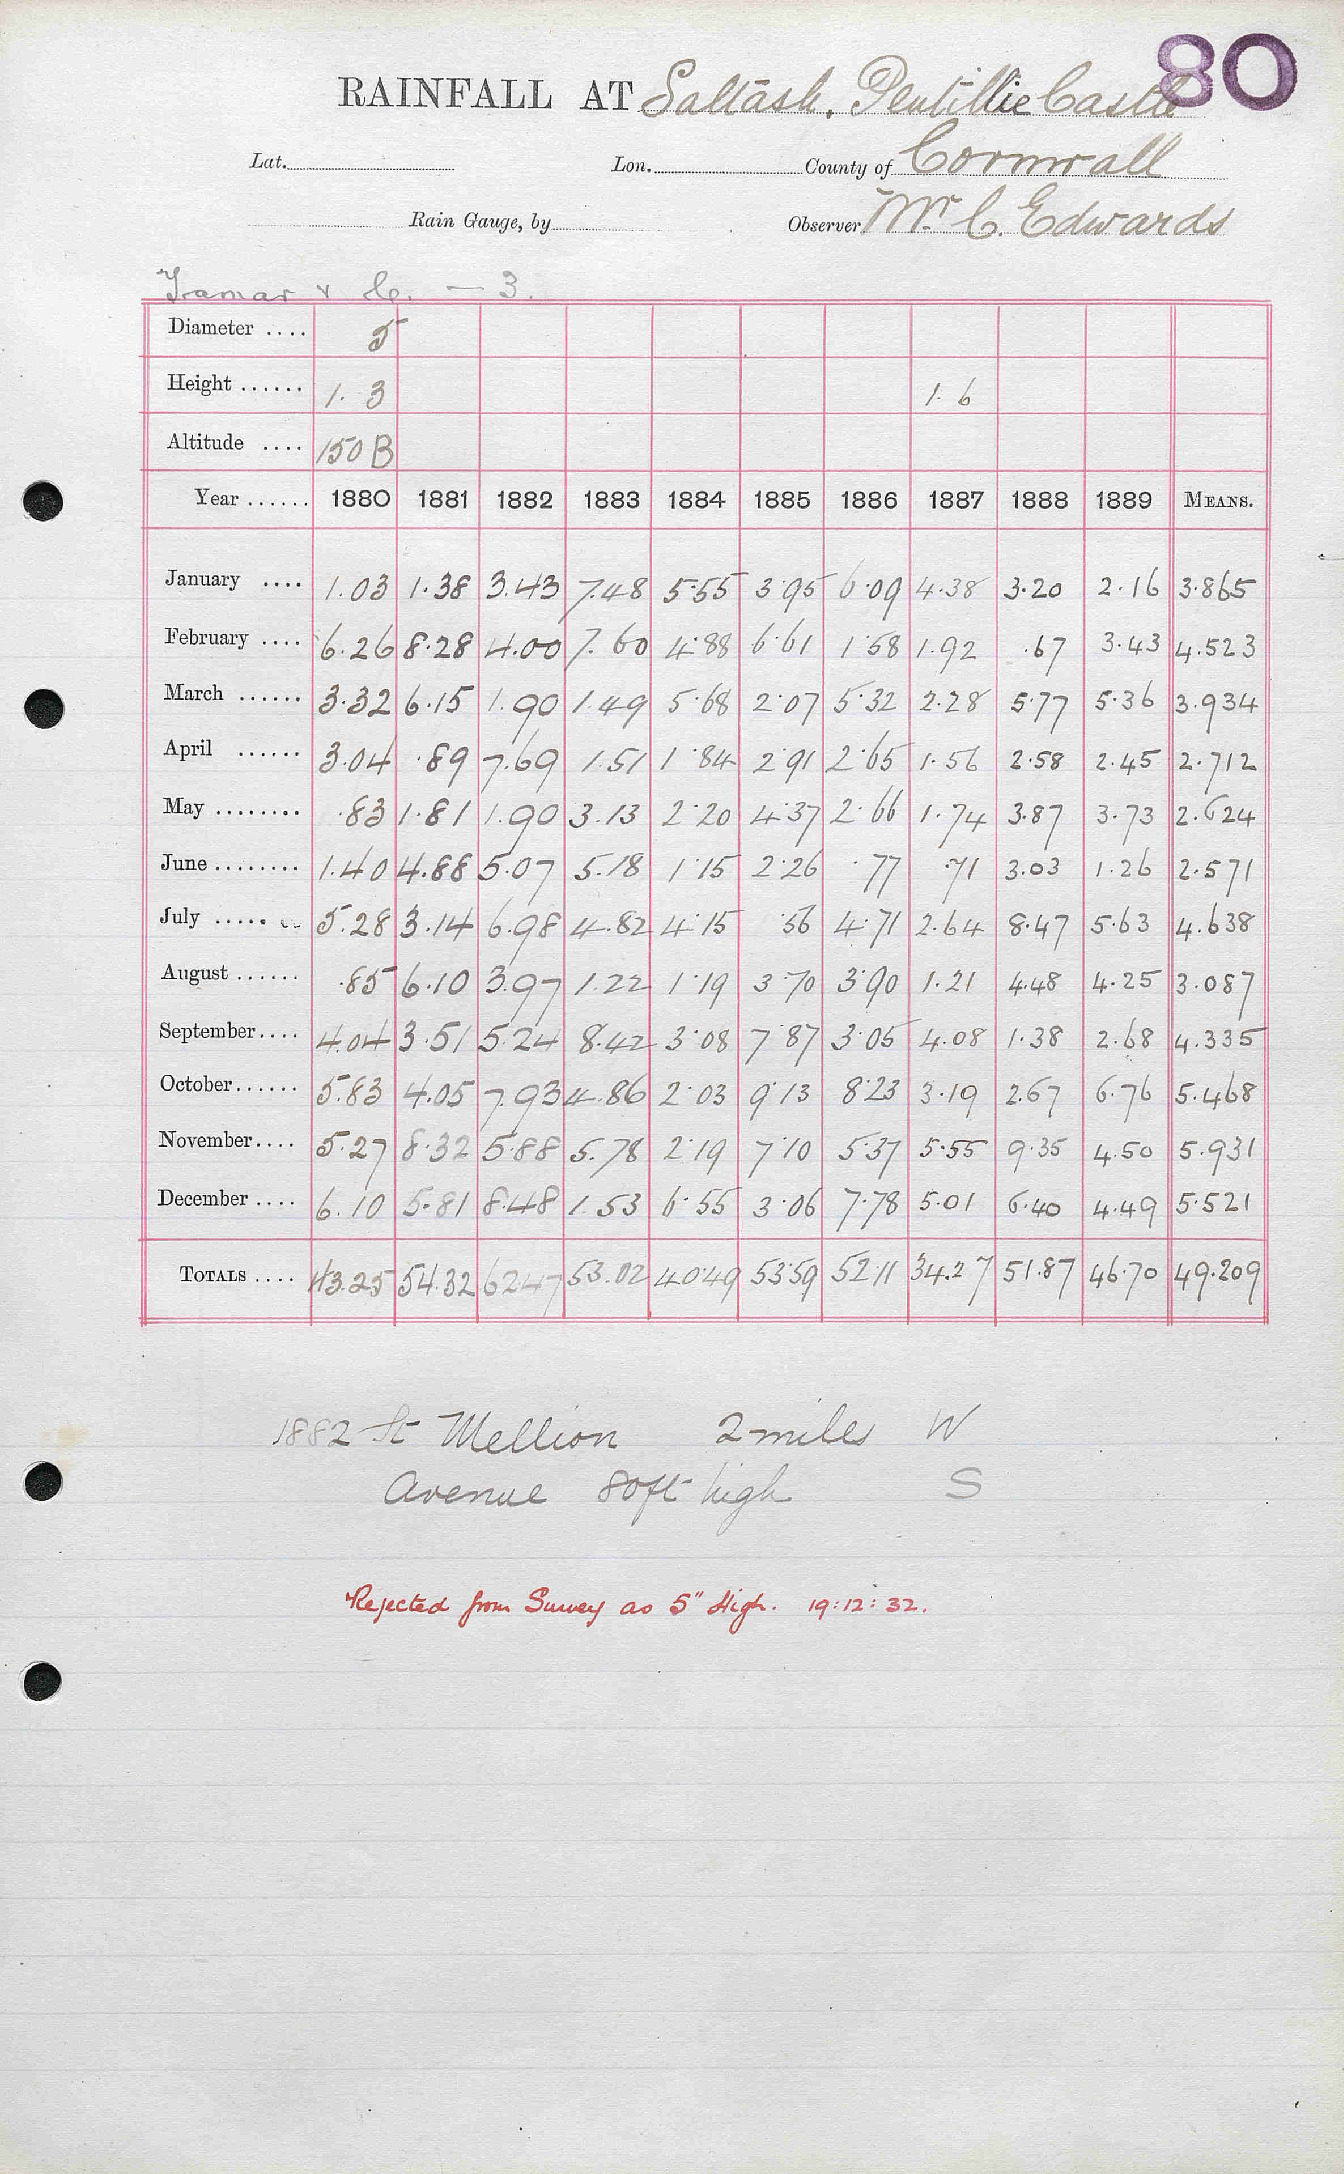 80
RAINFALL AT Saltash, Pentillie Castle
Lat. Lon. County of Cornwall
Rain Gauge, by Observer Mr. C. Edwards
Tamar & — 3.
Diameter .... 5
Height ...... 1. 3 1. 6
Altitude .... 150 B
Year ...... 1880 1881 1882 1883 1884 1885 1886 1887 1888 1889 MEANS.
January .... 1.03 1.38 3.43 7.48 5.55 3.95 6.09 4.38 3.20 2.16 3.865
February .... 6.26 8.28 4.00 7.60 4.88 6.61 1.58 1.92 .67 3.43 4.523
March ...... 3.32 6.15 1.90 1.49 5.68 2.07 5.32 2.28 5.77 5.36 3.934
April ...... 3.04 .89 7.69 1.51 1.84 2.91 2.65 1.56 2.58 2.45 2.712
May ........ .83 1.81 1.90 3.13 2.20 4.37 2.66 1.74 3.87 3.73 2.624
June ........ 1.40 4.88 5.07 5.18 1.15 2.26 .77 .71 3.03 1.26 2.571
July ..... 5.28 3.14 6.98 4.82 4.15 .56 4.71 2.64 8.47 5.63 4.638
August ...... .85 6.10 3.97 1.22 1.19 3.70 3.90 1.21 4.48 4.25 3.087
September.... 4.04 3.51 5.24 8.42 3.08 7.87 3.05 4.08 1.38 2.68 4.335
October...... 5.83 4.05 7.93 4.86 2.03 9.13 8.23 3.19 2.67 6.76 5.468
November.... 5.27 8.32 5.88 5.78 2.19 7.10 5.37 5.55 9.35 4.50 5.931
December .... 6.10 5.81 8.48 1.53 6.55 3.06 7.78 5.01 6.40 4.49 5.521
TOTALS .... 43.25 54.32 62.47 53.02 40.49 53.59 52.11 34.27 51.87 46.70 49.209
1882 St Mellion 2 miles W
Avenue 80ft high S
Rejected from Survey as 5" High. 19:12:32.